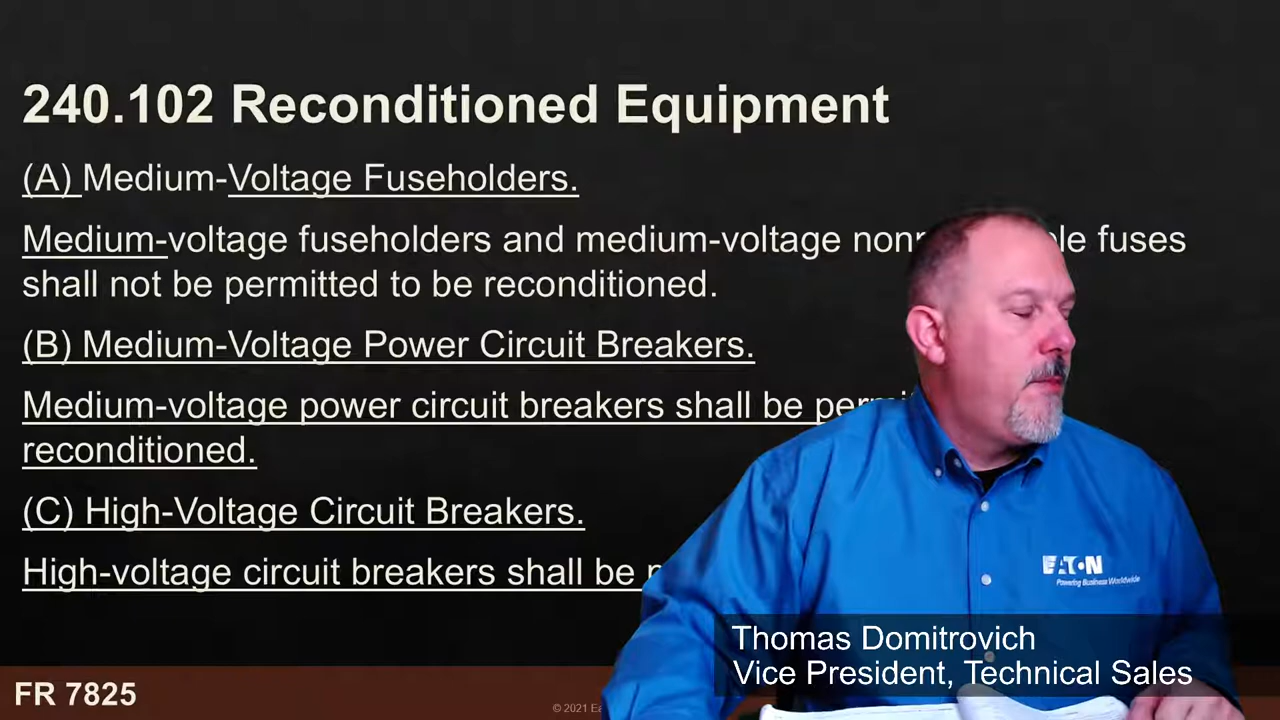 240.102 Reconditioned Equipment
(A) Medium-Voltage Fuseholders.
Medium-voltage fuseholders and medium-voltage fuses
shall not be permitted to be reconditioned.
(B) Medium-Voltage Power Circuit Breakers.
Medium-voltage power circuit breakers shall be
reconditioned.
(C) High-Voltage Circuit Breakers.
High-voltage circuit breakers shall be
EATON
Powering Business Worldwide
Thomas Domitrovich
Vice President, Technical Sales
FR 7825
© 2021